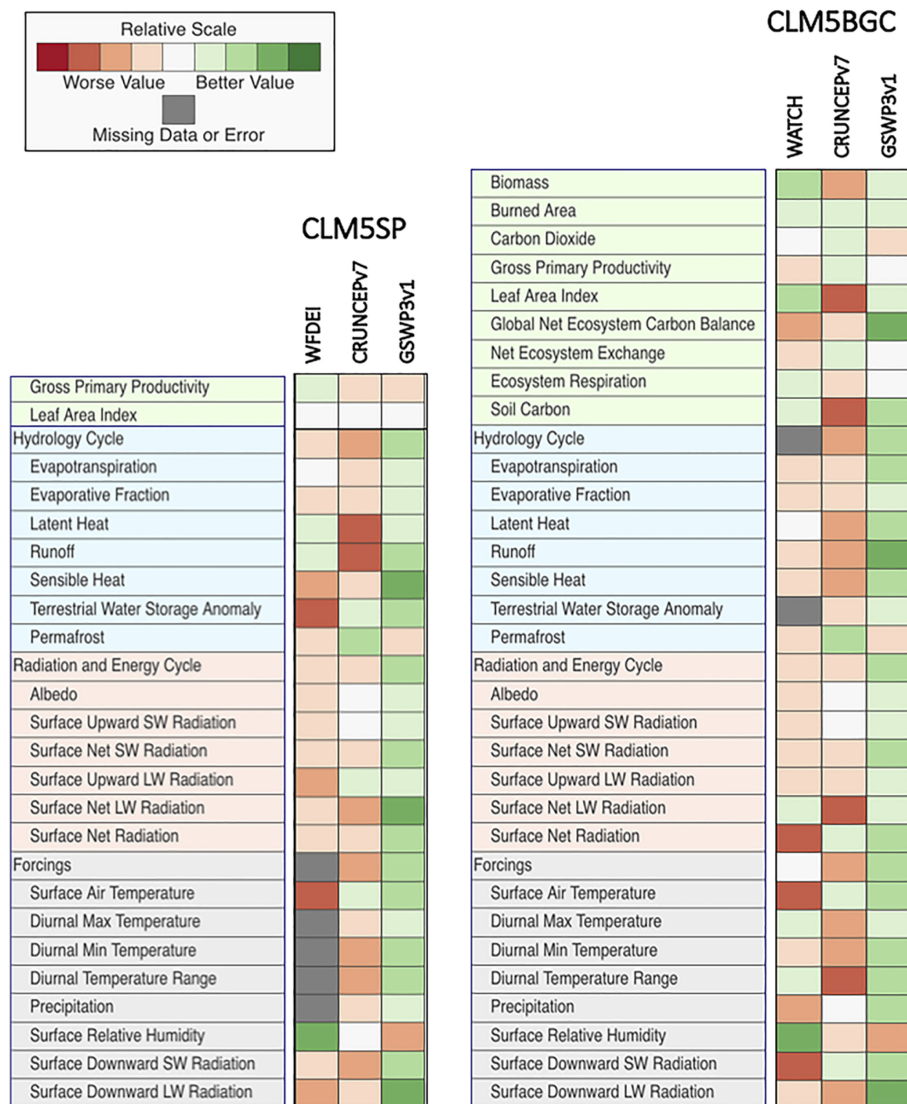 Relative Scale
Worse Value Better Value
Missing Data or Error
CLM5SP
WFDEI
CRUNCEPv7
GSWP3v1
Gross Primary Productivity
Leaf Area Index
Hydrology Cycle
Evapotranspiration
Evaporative Fraction
Latent Heat
Runoff
Sensible Heat
Terrestrial Water Storage Anomaly
Permafrost
Radiation and Energy Cycle
Albedo
Surface Upward SW Radiation
Surface Net SW Radiation
Surface Upward LW Radiation
Surface Net LW Radiation
Surface Net Radiation
Forcings
Surface Air Temperature
Diurnal Max Temperature
Diurnal Min Temperature
Diurnal Temperature Range
Precipitation
Surface Relative Humidity
Surface Downward SW Radiation
Surface Downward LW Radiation
CLM5BGC
WATCH
CRUNCEPv7
GSWP3v1
Biomass
Burned Area
Carbon Dioxide
Gross Primary Productivity
Leaf Area Index
Global Net Ecosystem Carbon Balance
Net Ecosystem Exchange
Ecosystem Respiration
Soil Carbon
Hydrology Cycle
Evapotranspiration
Evaporative Fraction
Latent Heat
Runoff
Sensible Heat
Terrestrial Water Storage Anomaly
Permafrost
Radiation and Energy Cycle
Albedo
Surface Upward SW Radiation
Surface Net SW Radiation
Surface Upward LW Radiation
Surface Net LW Radiation
Surface Net Radiation
Forcings
Surface Air Temperature
Diurnal Max Temperature
Diurnal Min Temperature
Diurnal Temperature Range
Precipitation
Surface Relative Humidity
Surface Downward SW Radiation
Surface Downward LW Radiation